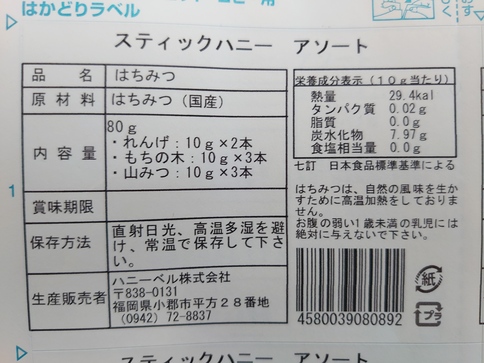 はかどりラベル
スティックハニー アソート
品 名 はちみつ
原 材 料 はちみつ（国産）
内 容 量
80g
・れんげ：10g×2本
・もちの木：10g×3本
・山みつ：10g×3本
賞味期限
保存方法
直射日光、高温多湿を避
け、常温で保存して下さ
い。
生産販売者
ハニーベル株式会社
〒838-0131
福岡県小郡市平方２８番地
(0942) 72-8837
栄養成分表示（１０ｇ当たり）
熱量 29.4kal
タンパク質 0.02g
脂質 0.0g
炭水化物 7.97g
食塩相当量 0.0g
七訂 日本食品標準基準による
はちみつは、自然の風味を生か
すために高温加熱をしておりま
せん。
お腹の弱い１歳未満の乳児には
絶対に与えないで下さい。
紙
プラ
4580039080892
1
スティックハニー アソート